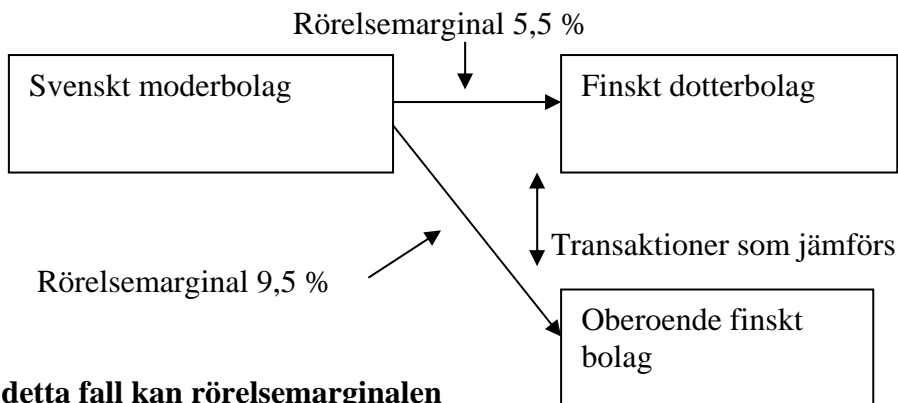 Rörelsemarginal 5,5 %
Svenskt moderbolag
Finskt dotterbolag
Transaktioner som jämförs
Rörelsemarginal 9,5 %
Oberoende finskt
bolag
detta fall kan rörelsemarginalen